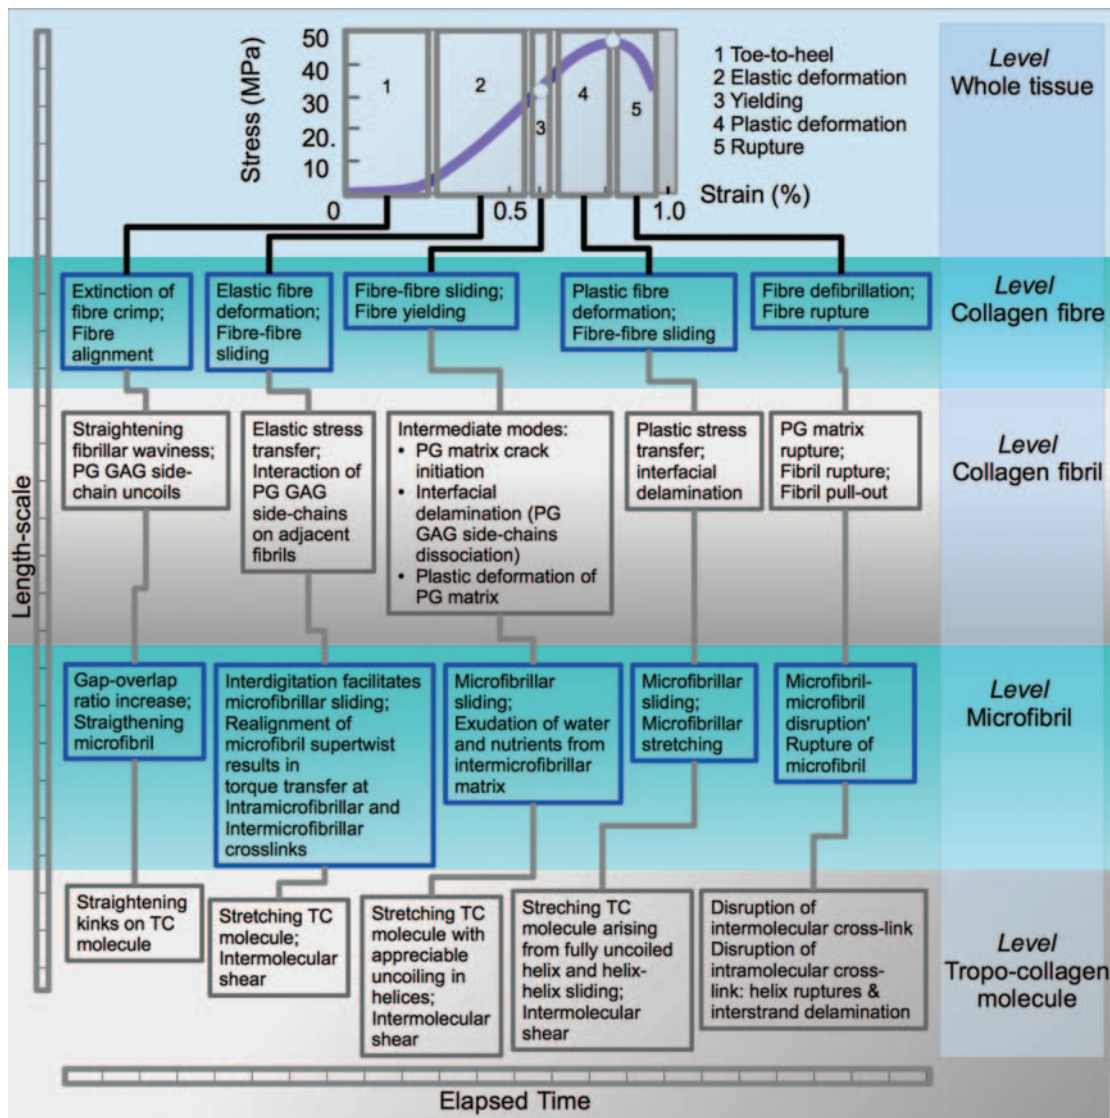 50
40
30
20.
10
Stress (MPa)
0
0.5
1.0
Strain (%)
1
2
3
4
5
1 Toe-to-heel
2 Elastic deformation
3 Yielding
4 Plastic deformation
5 Rupture
Level
Whole tissue
Extinction of
fibre crimp;
Fibre
alignment
Elastic fibre
deformation;
Fibre-fibre
sliding
Fibre-fibre sliding;
Fibre yielding
Plastic fibre
deformation;
Fibre-fibre sliding
Fibre defibrillation;
Fibre rupture
Level
Collagen fibre
Straightening
fibrillar waviness;
PG GAG side-
chain uncoils
Elastic stress
transfer;
Interaction of
PG GAG
side-chains
on adjacent
fibrils
Intermediate modes:
• PG matrix crack
initiation
• Interfacial
delamination (PG
GAG side-chains
dissociation)
• Plastic deformation of
PG matrix
Plastic stress
transfer;
interfacial
delamination
PG matrix
rupture;
Fibril rupture;
Fibril pull-out
Level
Collagen fibril
Length-scale
Gap-overlap
ratio increase;
Straigthening
microfibril
Interdigitation facilitates
microfibrillar sliding;
Realignment of
microfibril supertwist
results in
torque transfer at
Intramicrofibrillar and
Intermicrofibrillar
crosslinks
Microfibrillar
sliding;
Exudation of water
and nutrients from
intermicrofibrillar
matrix
Microfibrillar
sliding;
Microfibrillar
stretching
Microfibril-
microfibril
disruption'
Rupture of
microfibril
Level
Microfibril
Straightening
kinks on TC
molecule
Stretching TC
molecule;
Intermolecular
shear
Stretching TC
molecule with
appreciable
uncoiling in
helices;
Intermolecular
shear
Streching TC
molecule arising
from fully uncoiled
helix and helix-
helix sliding;
Intermolecular
shear
Disruption of
intermolecular cross-link
Disruption of
intramolecular cross-
link: helix ruptures &
interstrand delamination
Level
Tropo-collagen
molecule
Elapsed Time